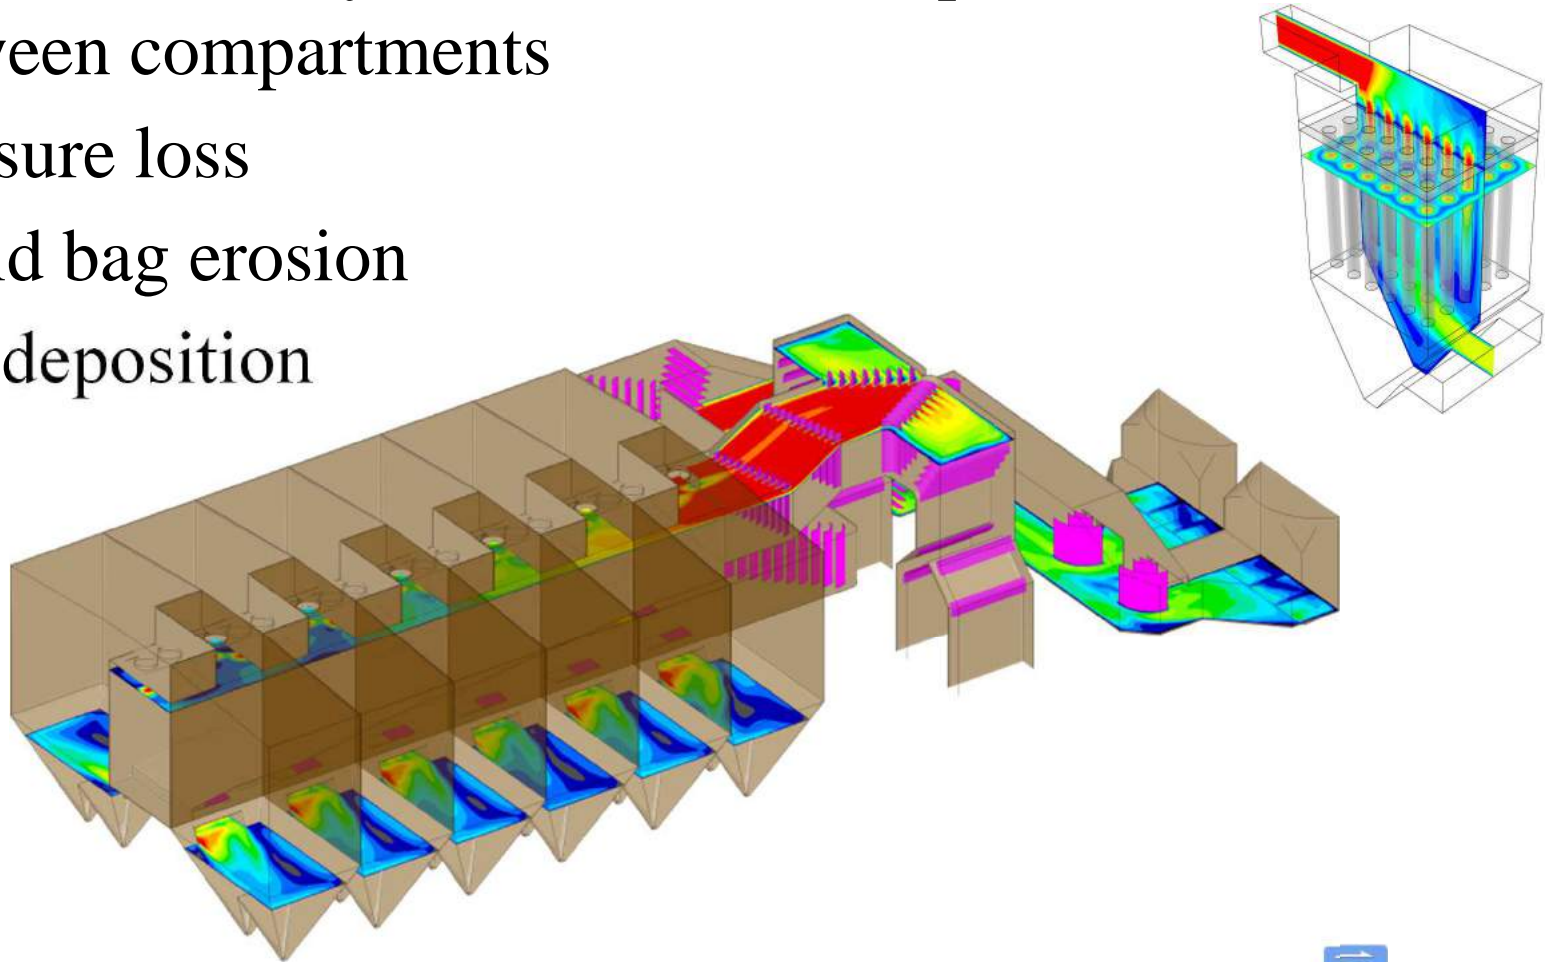 een compartments
sure loss
d bag erosion
deposition